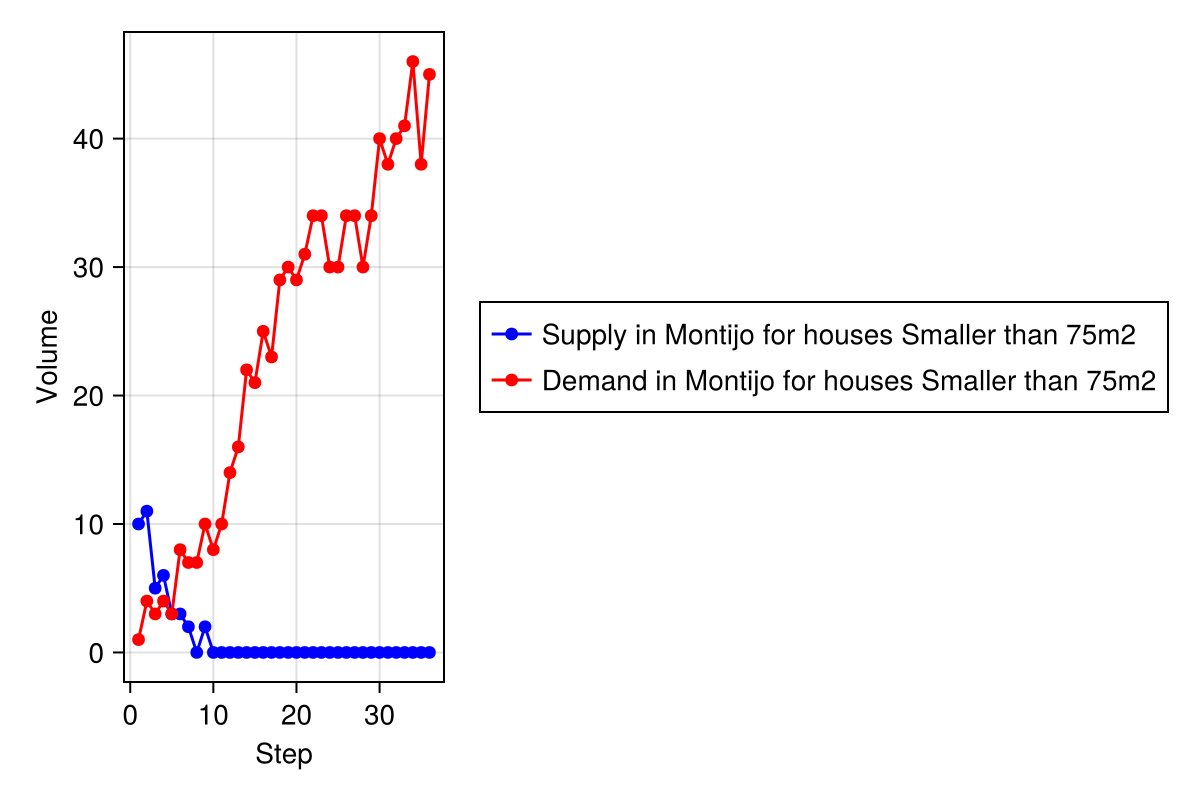 Volume
40
30
20
10
0
0 10 20 30
Step
Supply in Montijo for houses Smaller than 75m2
Demand in Montijo for houses Smaller than 75m2